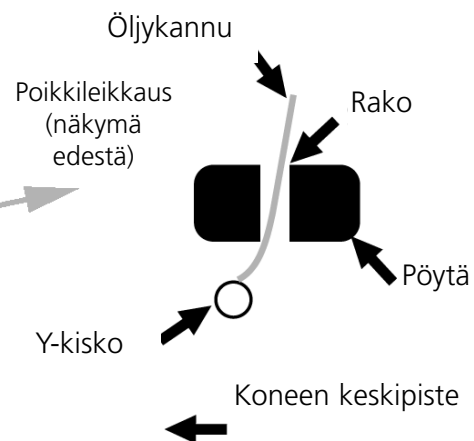 Öljykannu
Poikkileikkaus
(näkymä
edestä)
Rako
Pöytä
Y-kisko
Koneen keskipiste